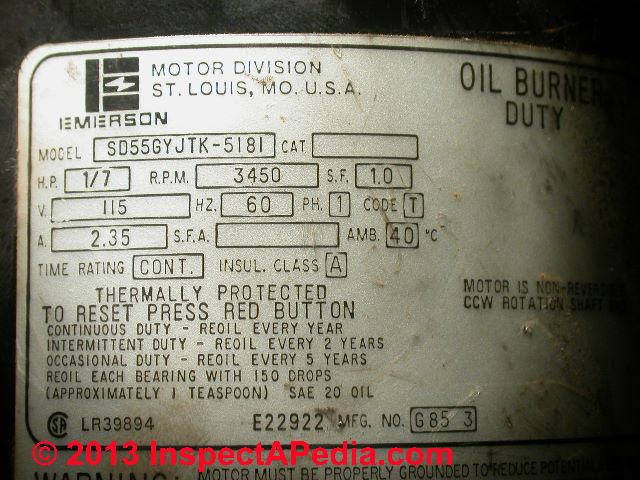 MOTOR DIVISION
ST. LOUIS, MO. U.S.A.
EMERSON
OIL BURNER
DUTY
MODEL SD55GYJTK-5181 CAT
H.P. 1/7 R.P.M. 3450 S.F. 1.0
V. 115 HZ. 60 PH. 1 CODE T
A. 2.35 S.F.A. AMB. 40 °C
TIME RATING CONT. INSUL. CLASS A
THERMALLY PROTECTED
TO RESET PRESS RED BUTTON
MOTOR IS NON-REVERSIBLE
CCW ROTATION SHAFT
CONTINUOUS DUTY - REOIL EVERY YEAR
INTERMITTENT DUTY - REOIL EVERY 2 YEARS
OCCASIONAL DUTY - REOIL EVERY 5 YEARS
REOIL EACH BEARING WITH 150 DROPS
(APPROXIMATELY 1 TEASPOON) SAE 20 OIL
SA LR39894 E22922 MFG. NO. G85 3
© 2013 InspectAPedia.com
WARNING: MOTOR MUST BE PROPERLY GROUNDED TO REDUCE POTENTIAL